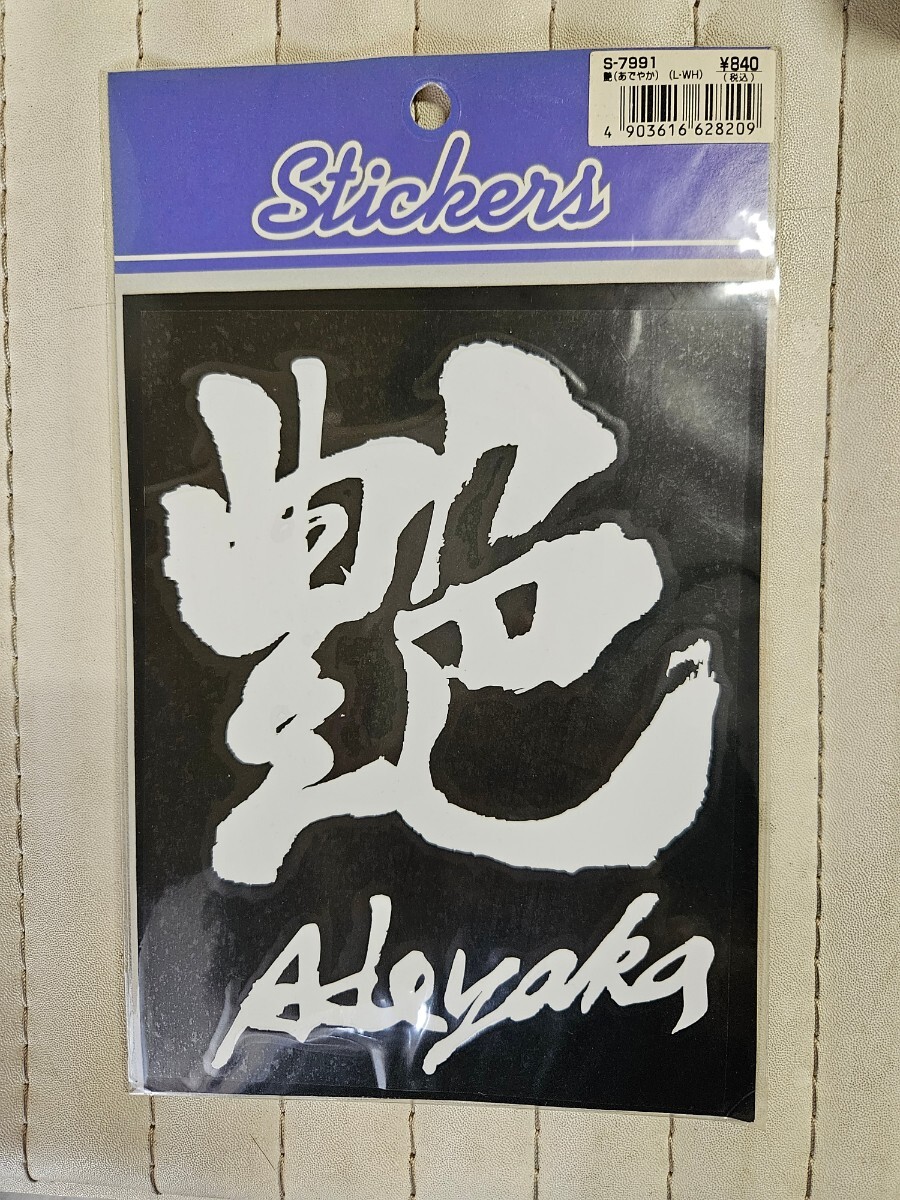 S-7991 ¥840
艶(あでやか) (L-WH) (税込)
4 903616 628209
Stickers
艶
Adeyaka